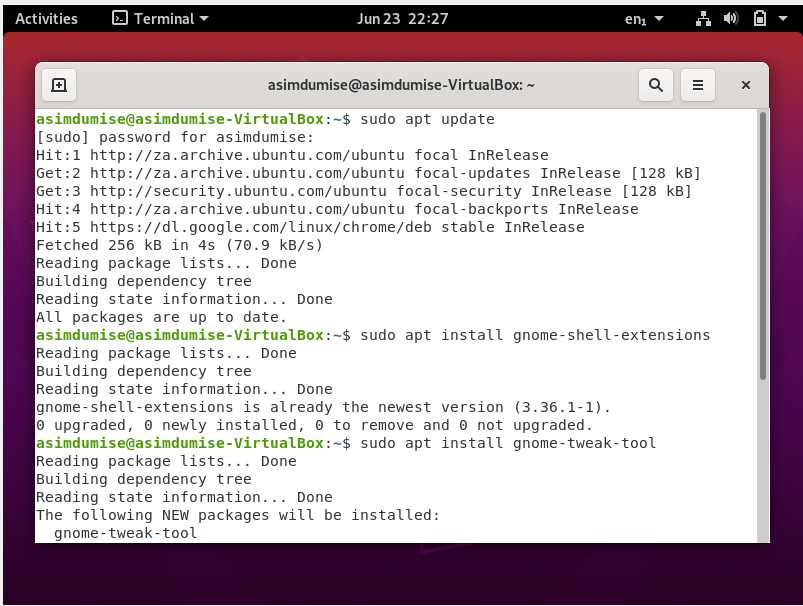 Activities Terminal Jun 23 22:27 en₁
asimdumise@asimdumise-VirtualBox: ~
asimdumise@asimdumise-VirtualBox:~$ sudo apt update
[sudo] password for asimdumise:
Hit:1 http://za.archive.ubuntu.com/ubuntu focal InRelease
Get:2 http://za.archive.ubuntu.com/ubuntu focal-updates InRelease [128 kB]
Get:3 http://security.ubuntu.com/ubuntu focal-security InRelease [128 kB]
Hit:4 http://za.archive.ubuntu.com/ubuntu focal-backports InRelease
Hit:5 https://dl.google.com/linux/chrome/deb stable InRelease
Fetched 256 kB in 4s (70.9 kB/s)
Reading package lists... Done
Building dependency tree
Reading state information... Done
All packages are up to date.
asimdumise@asimdumise-VirtualBox:~$ sudo apt install gnome-shell-extensions
Reading package lists... Done
Building dependency tree
Reading state information... Done
gnome-shell-extensions is already the newest version (3.36.1-1).
0 upgraded, 0 newly installed, 0 to remove and 0 not upgraded.
asimdumise@asimdumise-VirtualBox:~$ sudo apt install gnome-tweak-tool
Reading package lists... Done
Building dependency tree
Reading state information... Done
The following NEW packages will be installed:
  gnome-tweak-tool